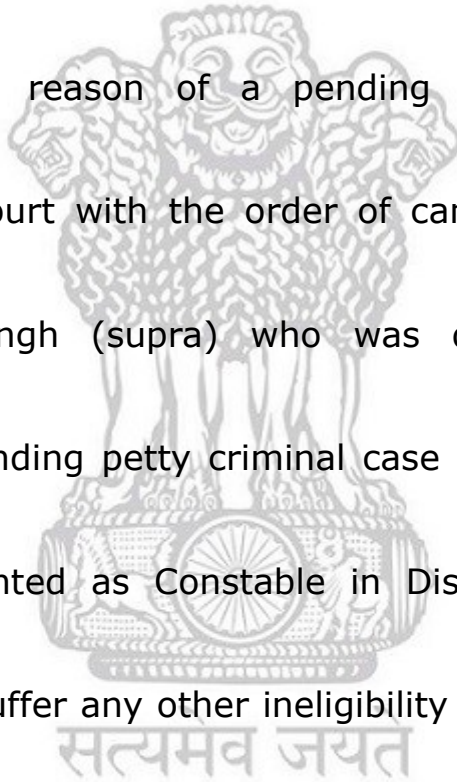 reason of a pending
ourt with the order of can
ngh (supra) who was
nding petty criminal case
nted as Constable in Dis
uffer any other ineligibility
सत्यमेव जयते